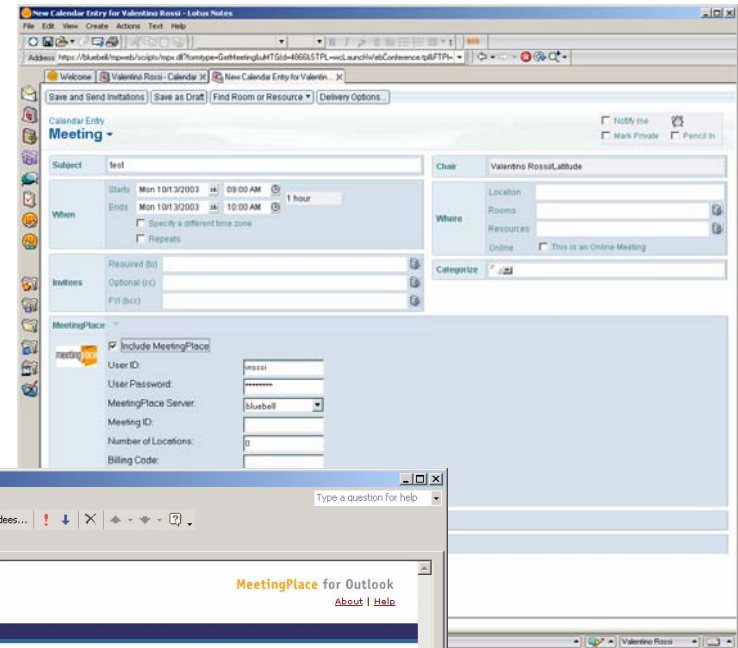 New Calendar Entry for Valentino Rossi - Lotus Notes
File Edit View Create Actions Text Help
Address
Welcome Valentino Rossi - Calendar New Calendar Entry for Valentin...
Save and Send Invitations Save as Draft Find Room or Resource Delivery Options...
Calendar Entry
Meeting
Notify me
Mark Private Pencil In
Subject test
Chair Valentino Rossi/Latitude
When
Starts Mon 10/13/2003 16 09:00 AM
Ends Mon 10/13/2003 16 10:00 AM
1 hour
Specify a different time zone
Repeats
Where
Location
Rooms
Resources
Online This is an Online Meeting
Invitees
Required (to)
Optional (cc)
FYI (bcc)
Categorize
MeetingPlace
meetingplace
Include MeetingPlace
User ID: vrossi
User Password: ********
MeetingPlace Server: bluebell
Meeting ID:
Number of Locations: 0
Billing Code:
Type a question for help
dees...
MeetingPlace for Outlook
About | Help
Valentino Rossi